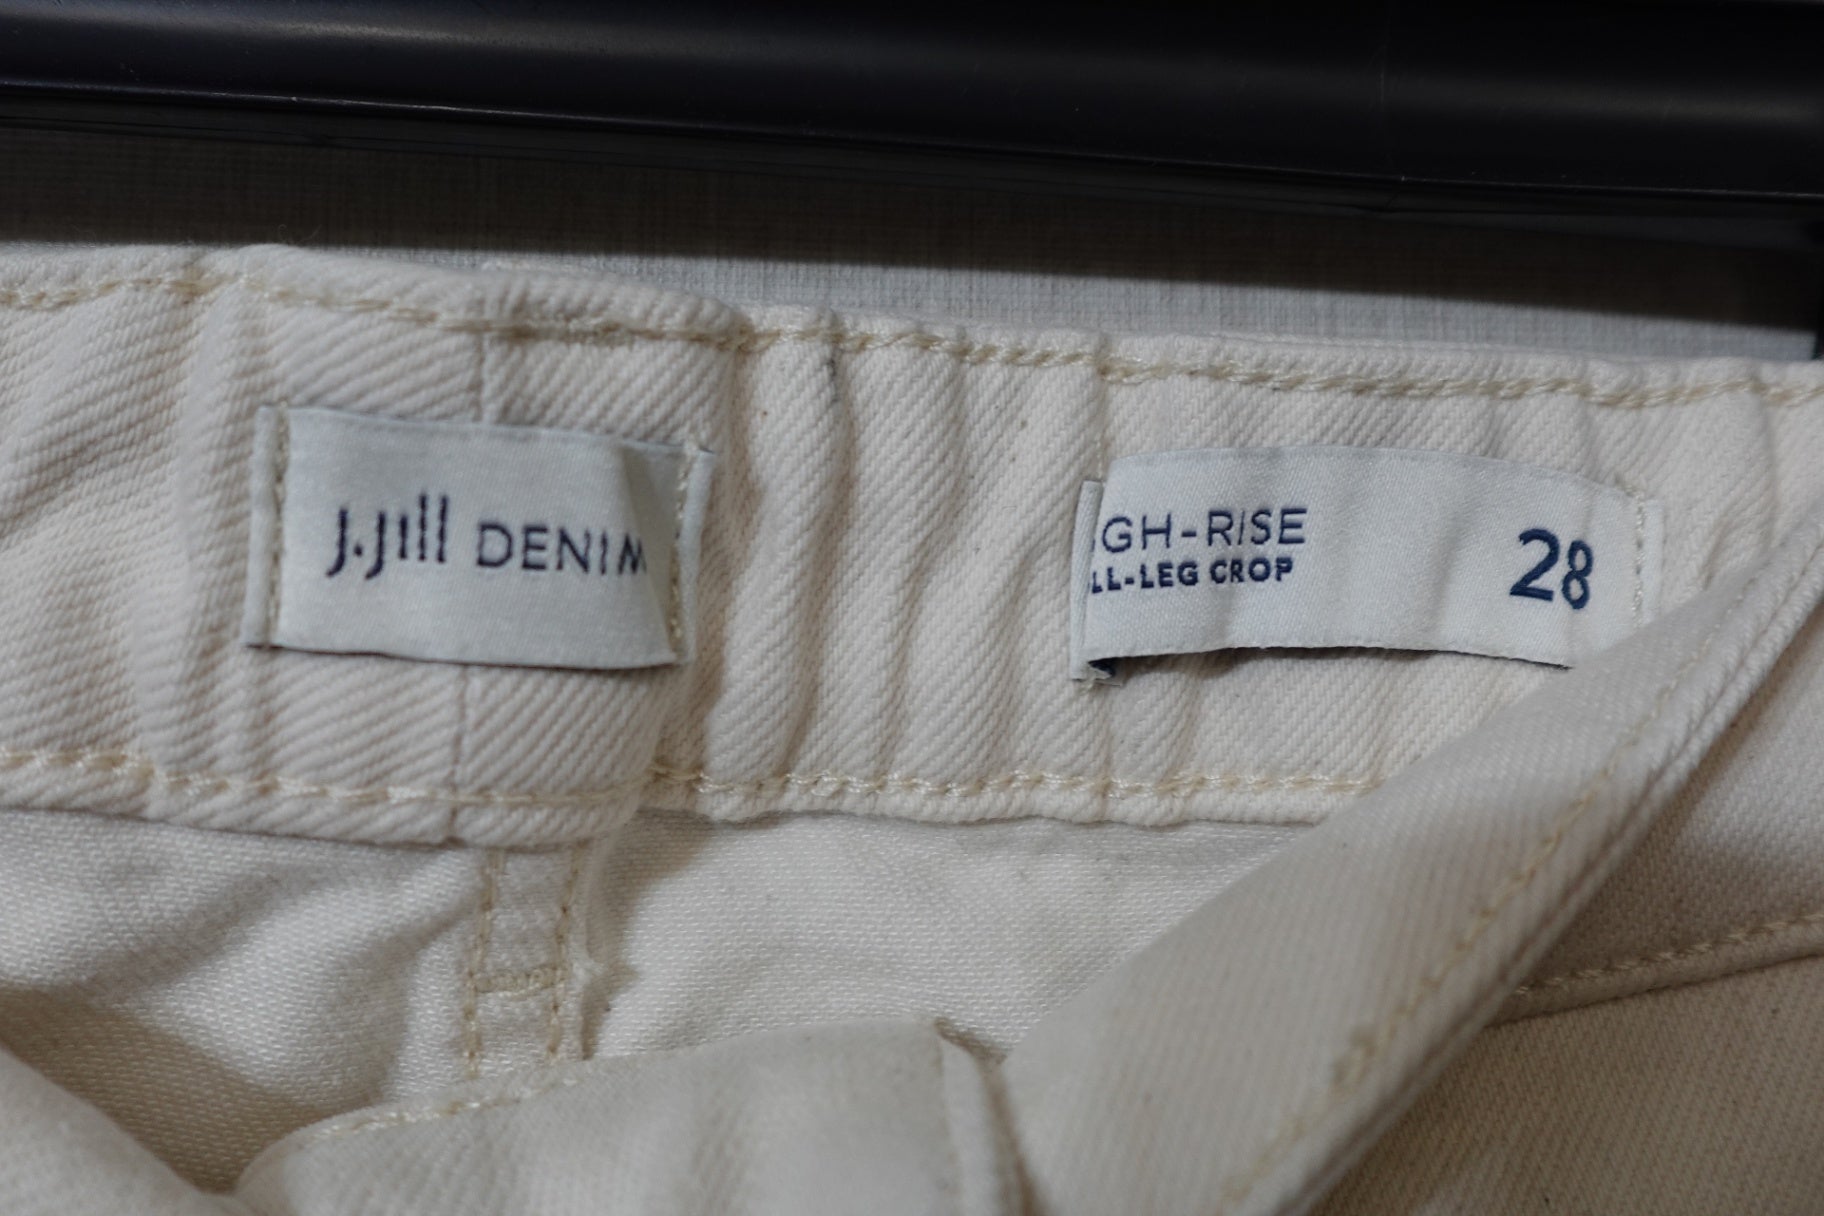 J.Jill DENIM
GH-RISE
LL-LEG CROP
28